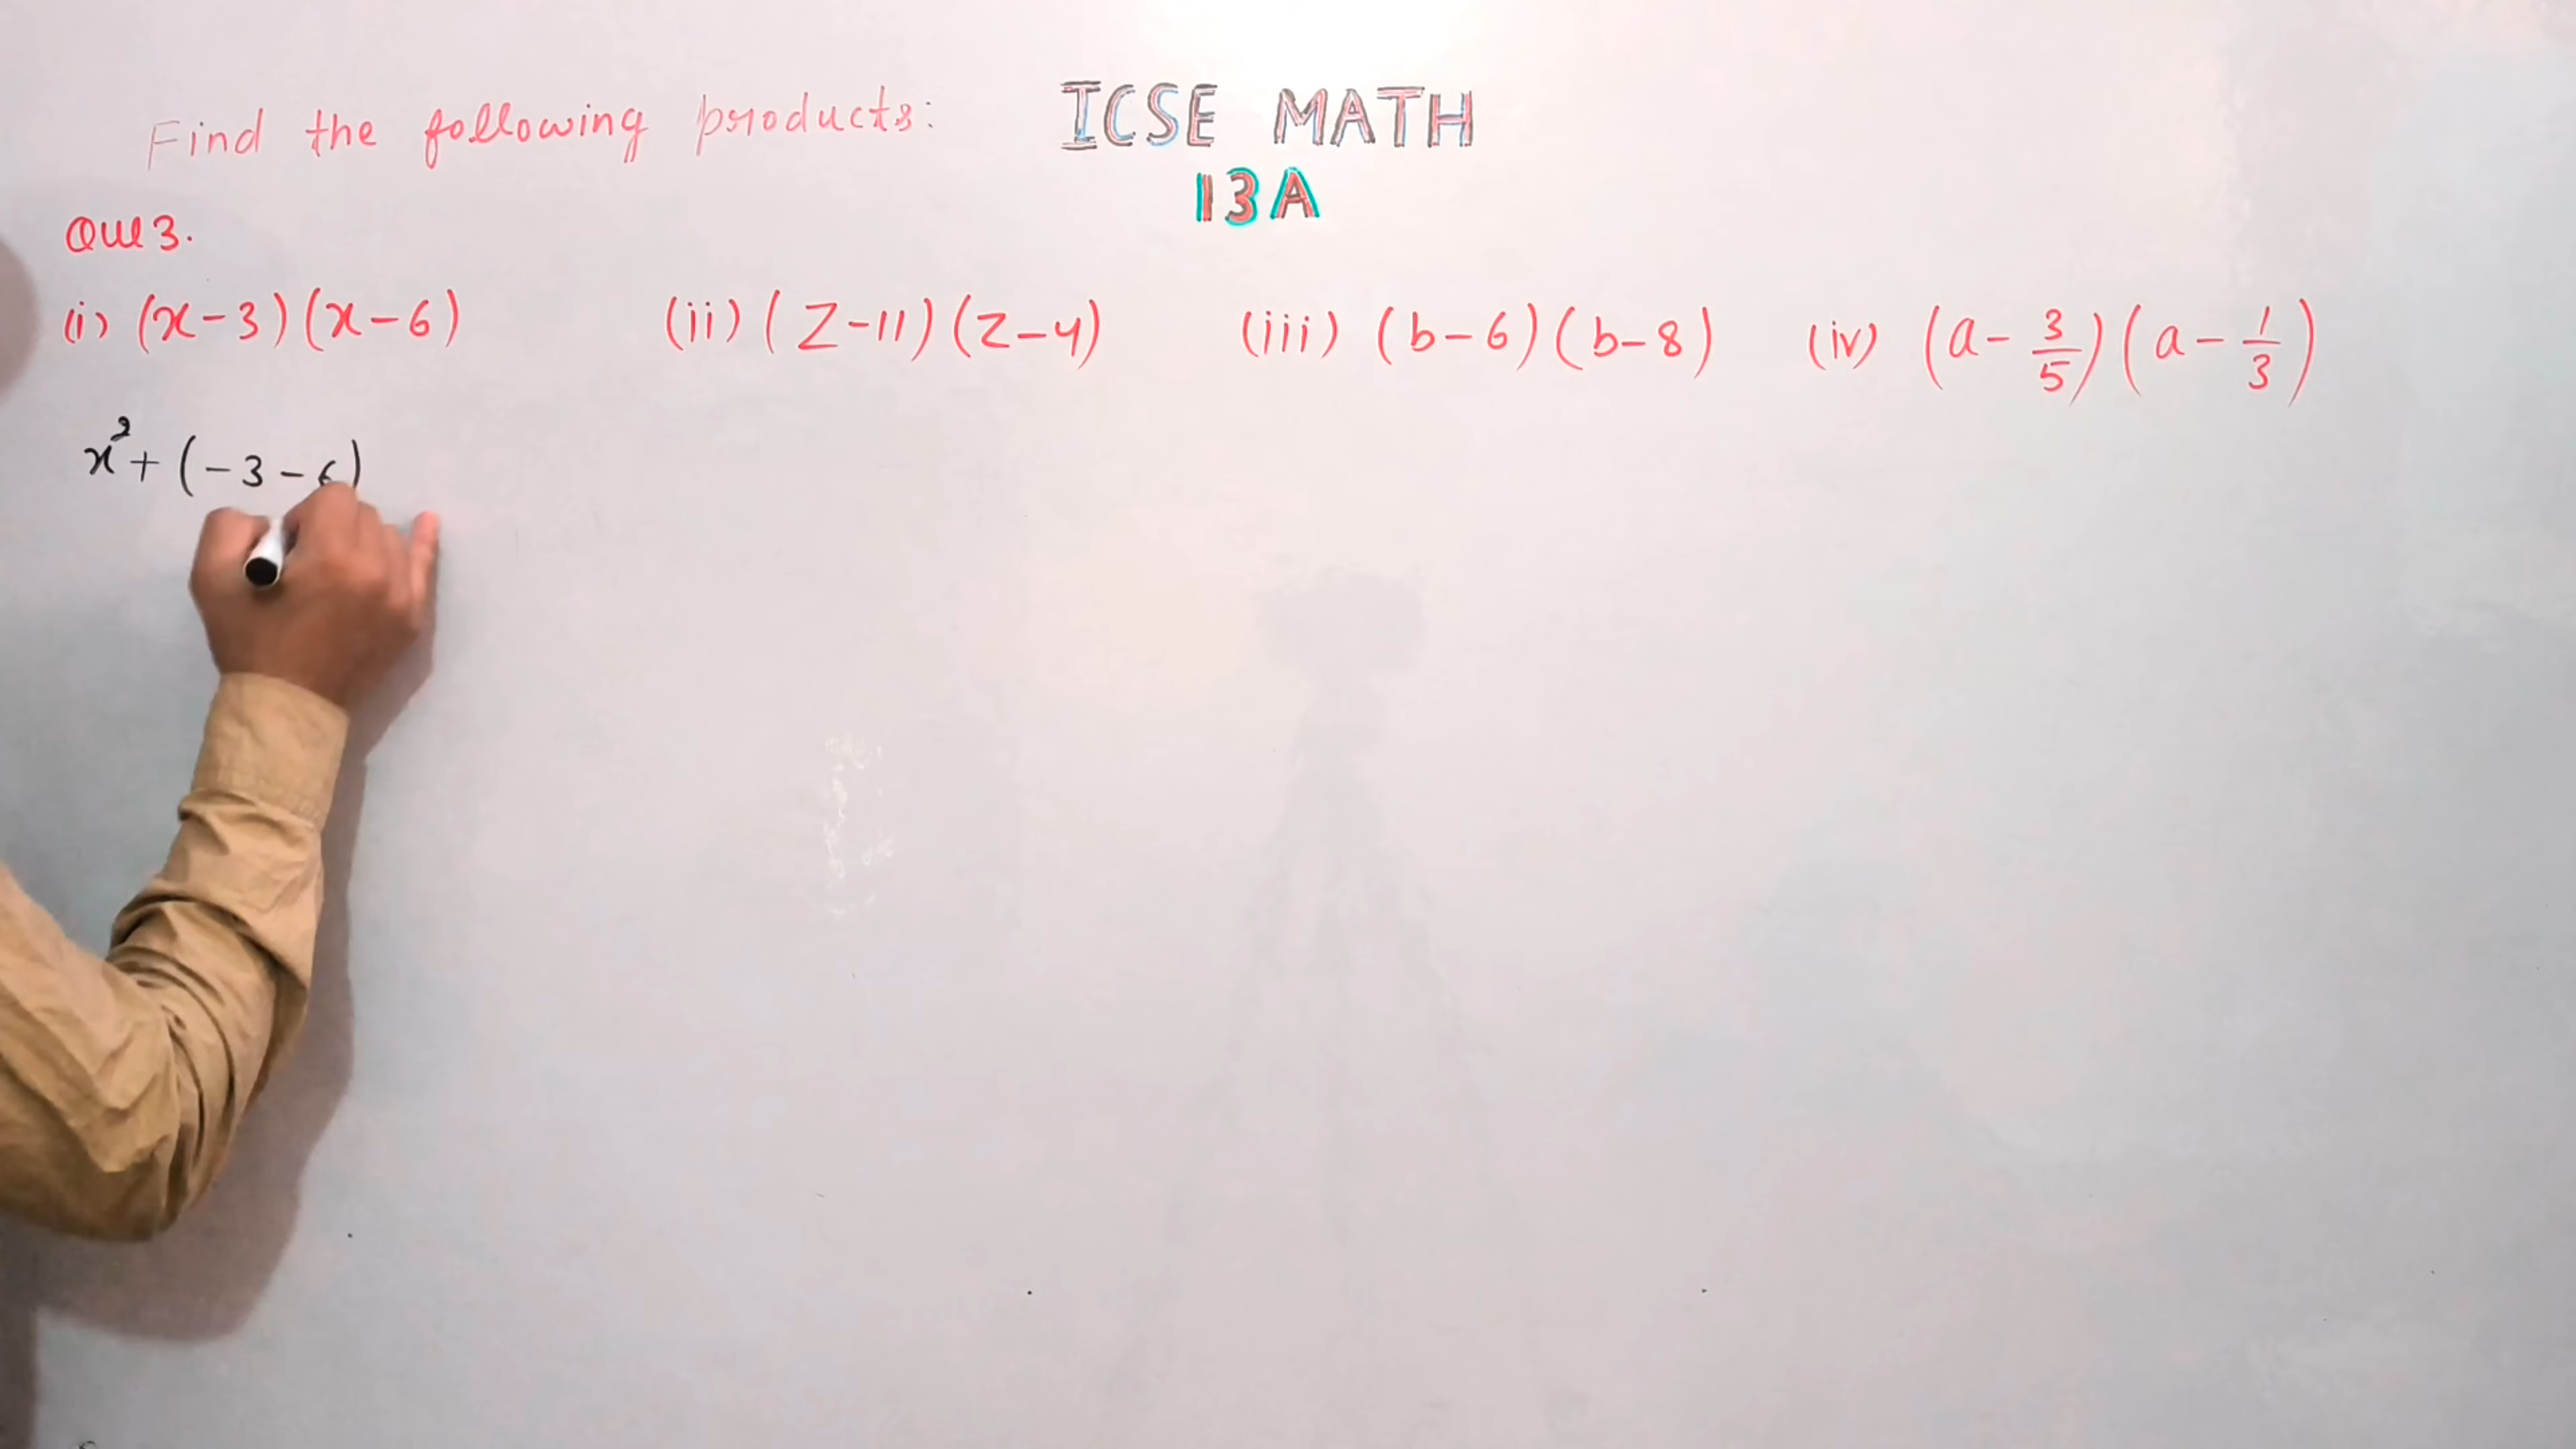 Find the following products: ICSE MATH
13A
Que 3.
(i) (x-3)(x-6) (ii) (Z-11)(Z-4) (iii) (b-6)(b-8) (iv) (a-3/5)(a-1/3)
x²+(-3-6)